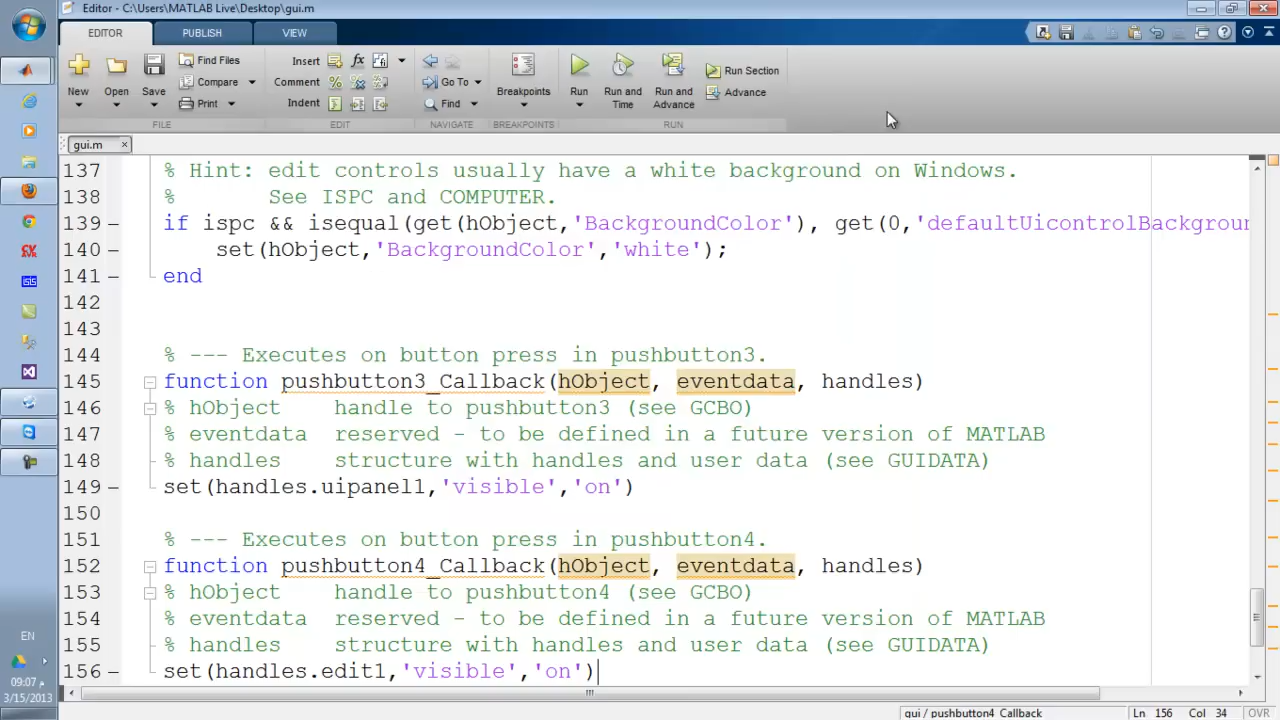 Editor - C:\Users\MATLAB Live\Desktop\gui.m
EDITOR
PUBLISH
VIEW
New
Open
Save
Find Files
Compare
Print
FILE
Insert
Comment
Indent
EDIT
Go To
Find
NAVIGATE
Breakpoints
BREAKPOINTS
Run
Run and
Time
Run and
Advance
Run Section
Advance
RUN
gui.m
137 % Hint: edit controls usually have a white background on Windows.
138 % See ISPC and COMPUTER.
139 if ispc && isequal(get(hObject,'BackgroundColor'), get(0,'defaultUicontrolBackgroun
140 set(hObject,'BackgroundColor','white');
141 end
142
143
144 % --- Executes on button press in pushbutton3.
145 function pushbutton3_Callback(hObject, eventdata, handles)
146 % hObject handle to pushbutton3 (see GCBO)
147 % eventdata reserved - to be defined in a future version of MATLAB
148 % handles structure with handles and user data (see GUIDATA)
149 set(handles.uipanel1,'visible','on')
150
151 % --- Executes on button press in pushbutton4.
152 function pushbutton4_Callback(hObject, eventdata, handles)
153 % hObject handle to pushbutton4 (see GCBO)
154 % eventdata reserved - to be defined in a future version of MATLAB
155 % handles structure with handles and user data (see GUIDATA)
156 set(handles.edit1,'visible','on')
EN
09:07 م
3/15/2013
gui / pushbutton4_Callback
Ln 156 Col 34 OVR